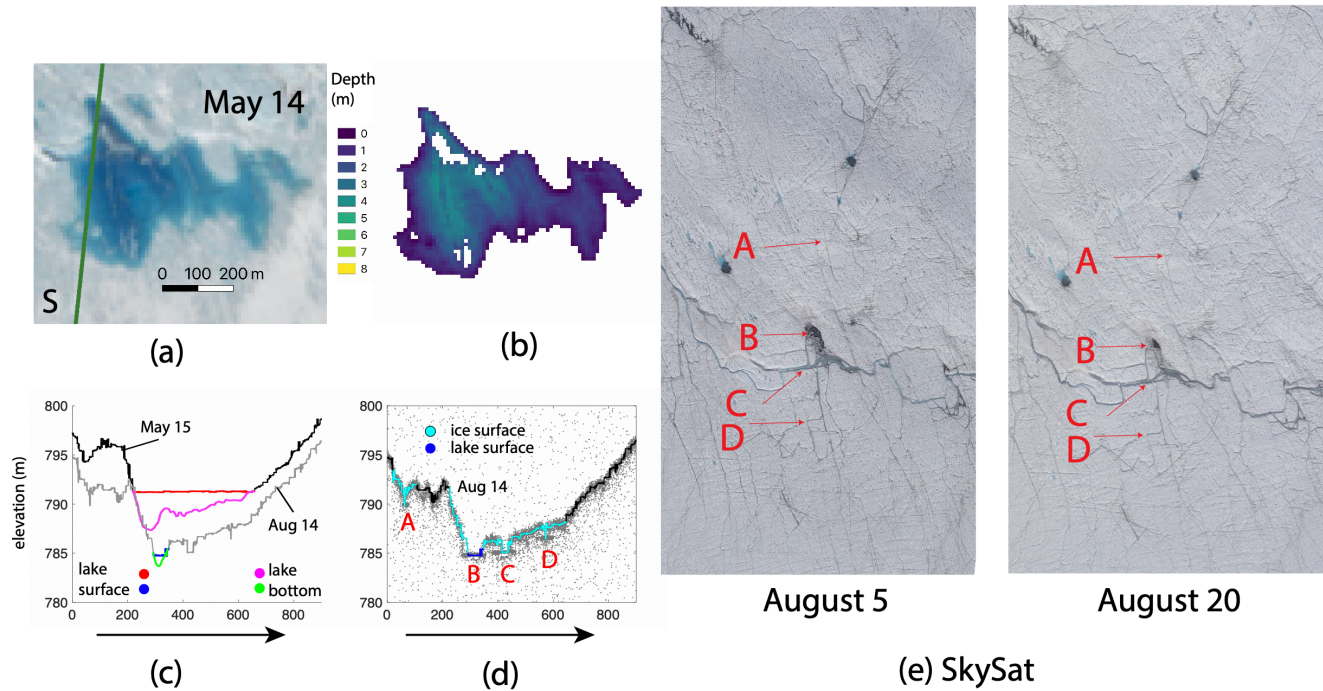 May 14
S
0 100 200 m
(a)
Depth
(m)
0
1
2
3
4
5
6
7
8
(b)
800
795
790
785
780
elevation (m)
May 15
Aug 14
lake
surface
lake
bottom
0 200 400 600 800
(c)
800
795
790
785
780
ice surface
lake surface
Aug 14
A
B
C
D
0 200 400 600 800
(d)
A
B
C
D
August 5
A
B
C
D
August 20
(e) SkySat